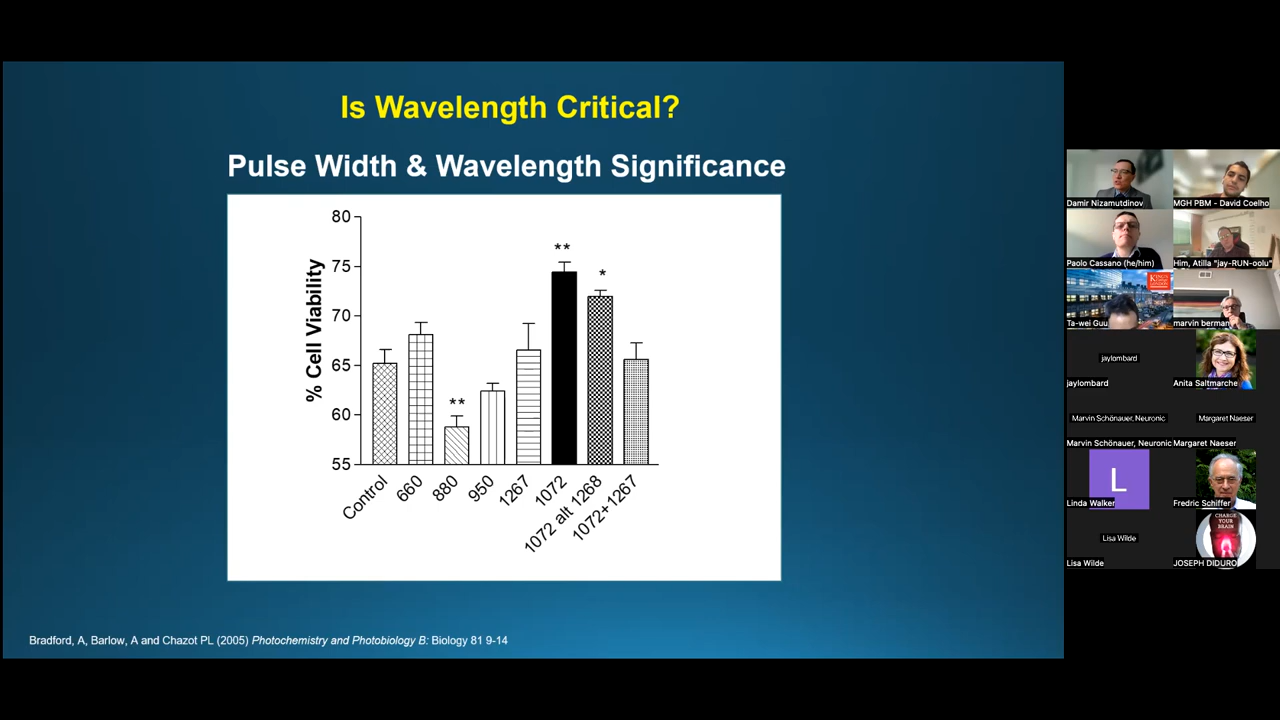 Is Wavelength Critical?
Pulse Width & Wavelength Significance
80
75
70
65
60
55
% Cell Viability
**
**
*
Control
660
880
950
1267
1072
1072 alt 1268
1072+1267
Bradford, A, Barlow, A and Chazot PL (2005) Photochemistry and Photobiology B: Biology 81 9-14
Damir Nizamutdinov
MGH PBM - David Coelho
Paolo Cassano (he/him)
Him, Atilla "jay-RUN-oolu"
Ta-wei Guu
marvin berman
jaylombard
jaylombard
Anita Saltmarche
Marvin Schönauer, Neuronic
Margaret Naeser
Marvin Schönauer, Neuronic
Margaret Naeser
L
Linda Walker
Fredric Schiffer
Lisa Wilde
Lisa Wilde
CHARGE
YOUR
BRAIN
JOSEPH DIDURO